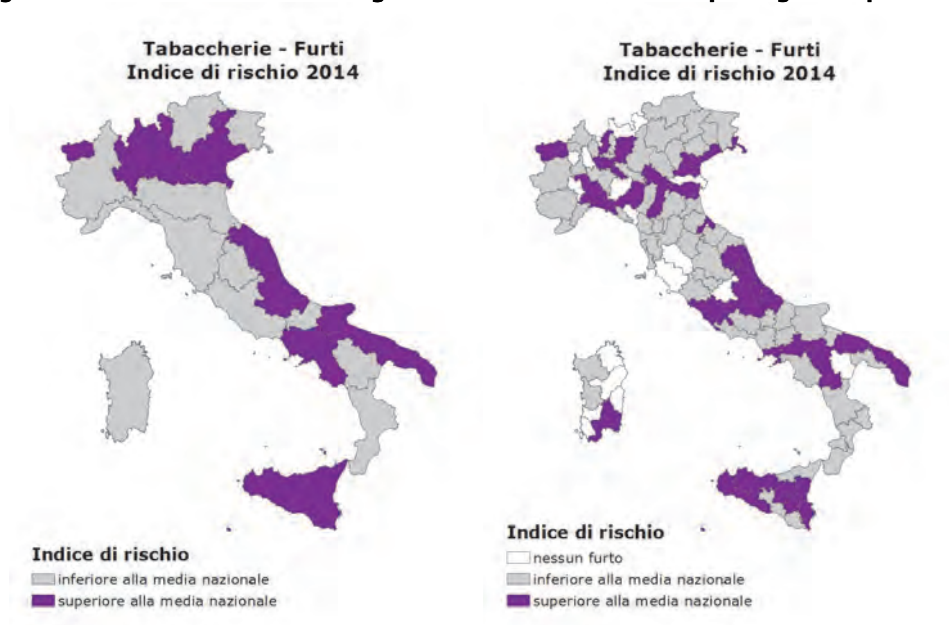 Tabaccherie - Furti
Indice di rischio 2014
Indice di rischio
inferiore alla media nazionale
superiore alla media nazionale
Tabaccherie - Furti
Indice di rischio 2014
Indice di rischio
nessun furto
inferiore alla media nazionale
superiore alla media nazionale